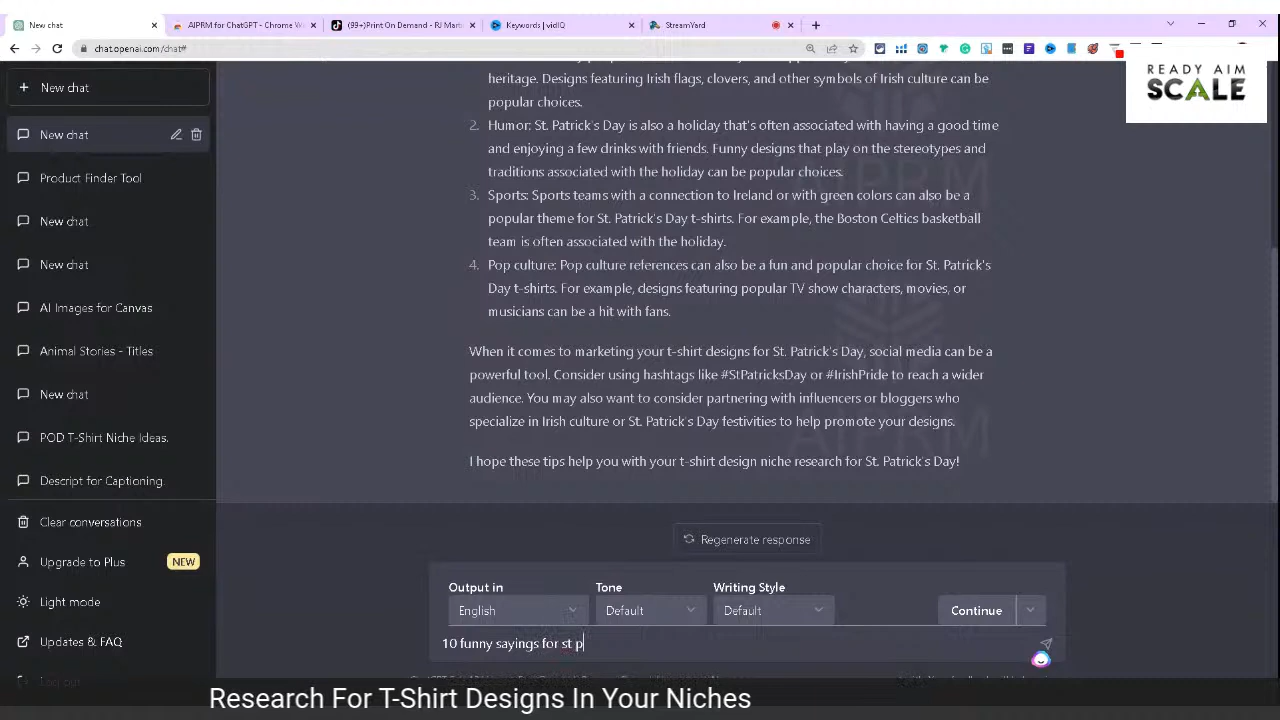 New chat
AIPRM for ChatGPT - Chrome W
(99+)Print On Demand - RJ Mart
Keywords | vidIQ
StreamYard
chat.openai.com/chat#
READY AIM
SCALE
New chat
New chat
Product Finder Tool
New chat
New chat
AI Images for Canvas
Animal Stories - Titles
New chat
POD T-Shirt Niche Ideas.
Descript for Captioning.
Clear conversations
Upgrade to Plus
NEW
Light mode
Updates & FAQ
Log out
heritage. Designs featuring Irish flags, clovers, and other symbols of Irish culture can be
popular choices.
2. Humor: St. Patrick's Day is also a holiday that's often associated with having a good time
and enjoying a few drinks with friends. Funny designs that play on the stereotypes and
traditions associated with the holiday can be popular choices.
3. Sports: Sports teams with a connection to Ireland or with green colors can also be a
popular theme for St. Patrick's Day t-shirts. For example, the Boston Celtics basketball
team is often associated with the holiday.
4. Pop culture: Pop culture references can also be a fun and popular choice for St. Patrick's
Day t-shirts. For example, designs featuring popular TV show characters, movies, or
musicians can be a hit with fans.
When it comes to marketing your t-shirt designs for St. Patrick's Day, social media can be a
powerful tool. Consider using hashtags like #StPatricksDay or #IrishPride to reach a wider
audience. You may also want to consider partnering with influencers or bloggers who
specialize in Irish culture or St. Patrick's Day festivities to help promote your designs.
I hope these tips help you with your t-shirt design niche research for St. Patrick's Day!
AIPRM
AIPRM
Regenerate response
Output in
Tone
Writing Style
English
Default
Default
Continue
10 funny sayings for st p
Research For T-Shirt Designs In Your Niches